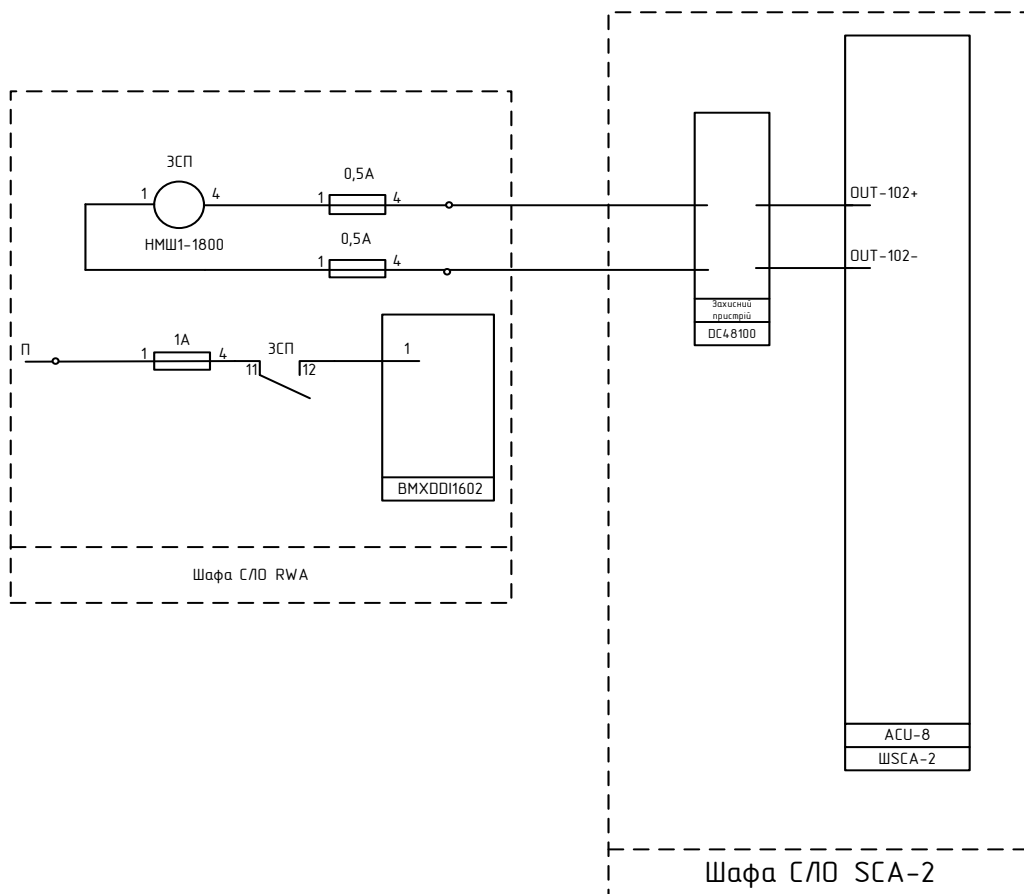 ЗСП
0,5А
1
4
1
4
НМШ1-1800
0,5А
1
4
П
1А
1
4
ЗСП
11
12
1
BMXDDI1602
Шафа СЛО RWA
OUT-102+
OUT-102-
Захисний
пристрій
DC48100
ACU-8
ШSCA-2
Шафа СЛО SCA-2